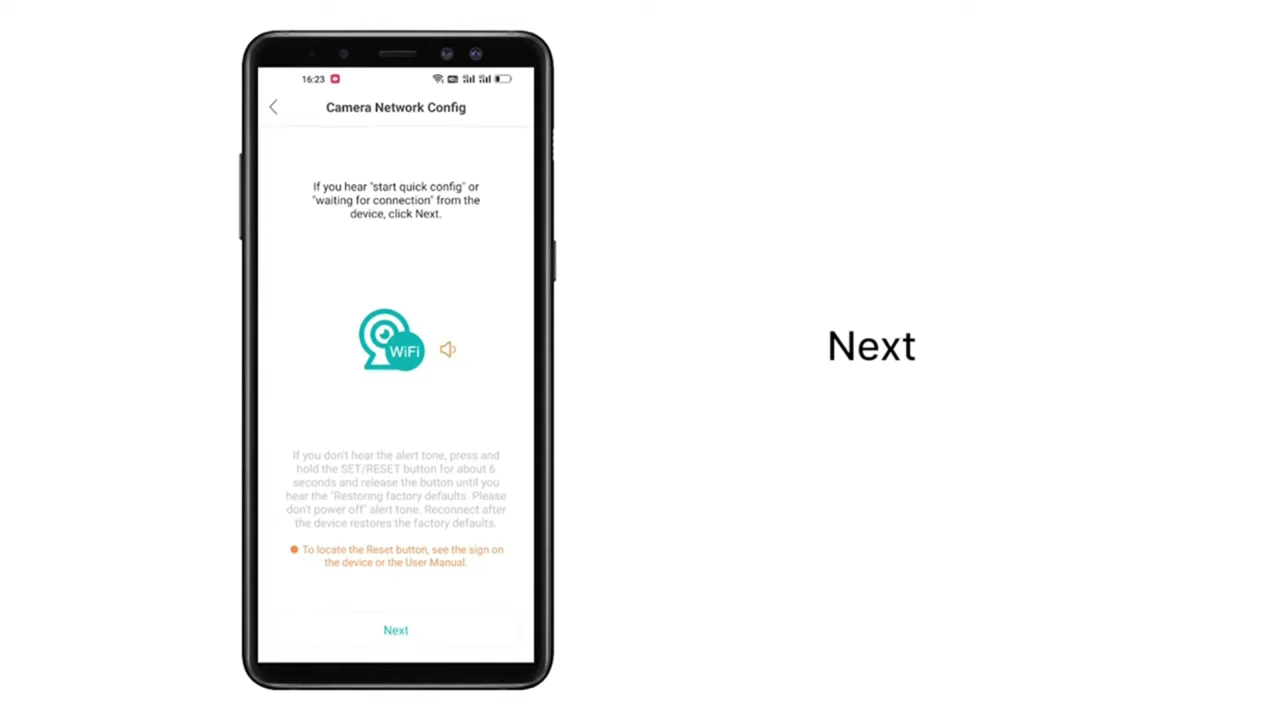 16:23
Camera Network Config
If you hear "start quick config" or
"waiting for connection" from the
device, click Next.
WiFi
If you don't hear the alert tone, press and
hold the SET/RESET button for about 6
seconds and release the button until you
hear the "Restoring factory defaults. Please
don't power off" alert tone. Reconnect after
the device restores the factory defaults.
To locate the Reset button, see the sign on
the device or the User Manual.
Next
Next